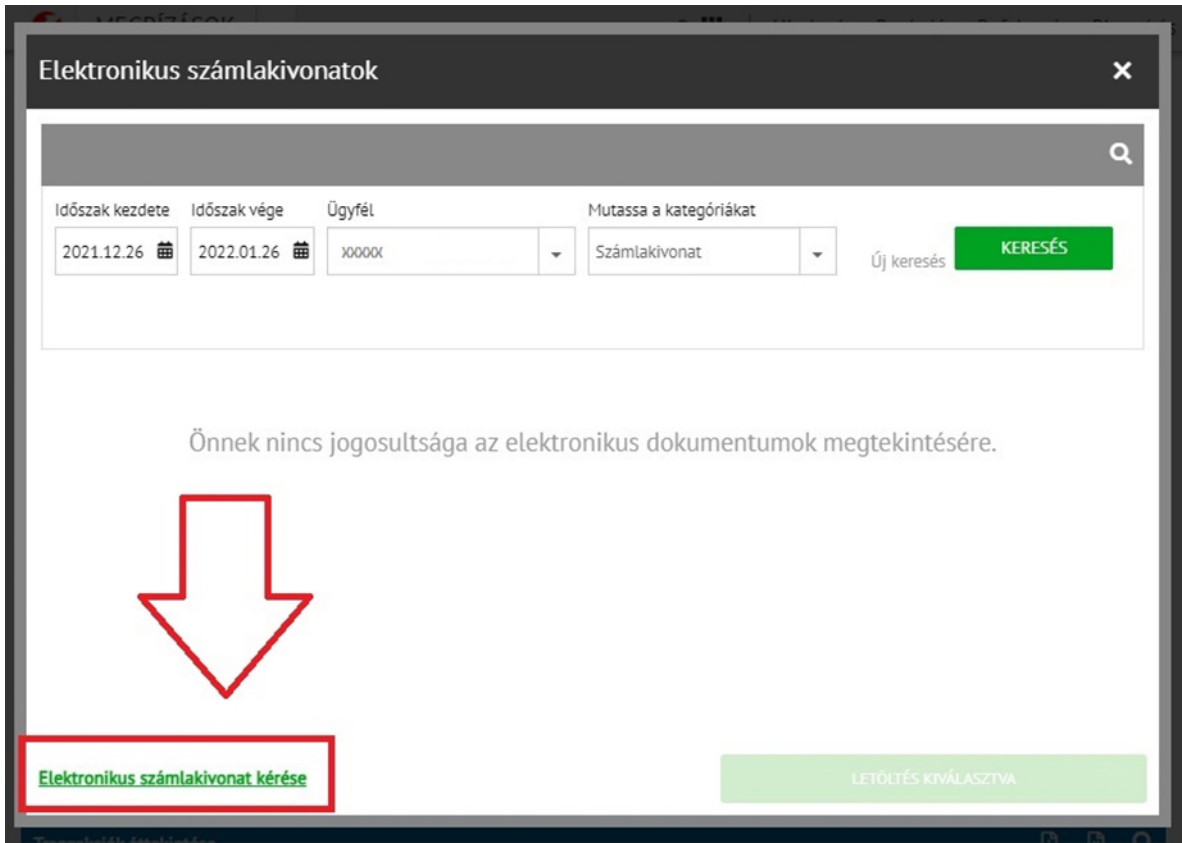 Elektronikus számlakivonatok
Időszak kezdete Időszak vége Ügyfél Mutassa a kategóriákat
2021.12.26 2022.01.26 xxxxx Számlakivonat Új keresés KERESÉS
Önnek nincs jogosultsága az elektronikus dokumentumok megtekintésére.
Elektronikus számlakivonat kérése LETÖLTÉS KIVÁLASZTVA